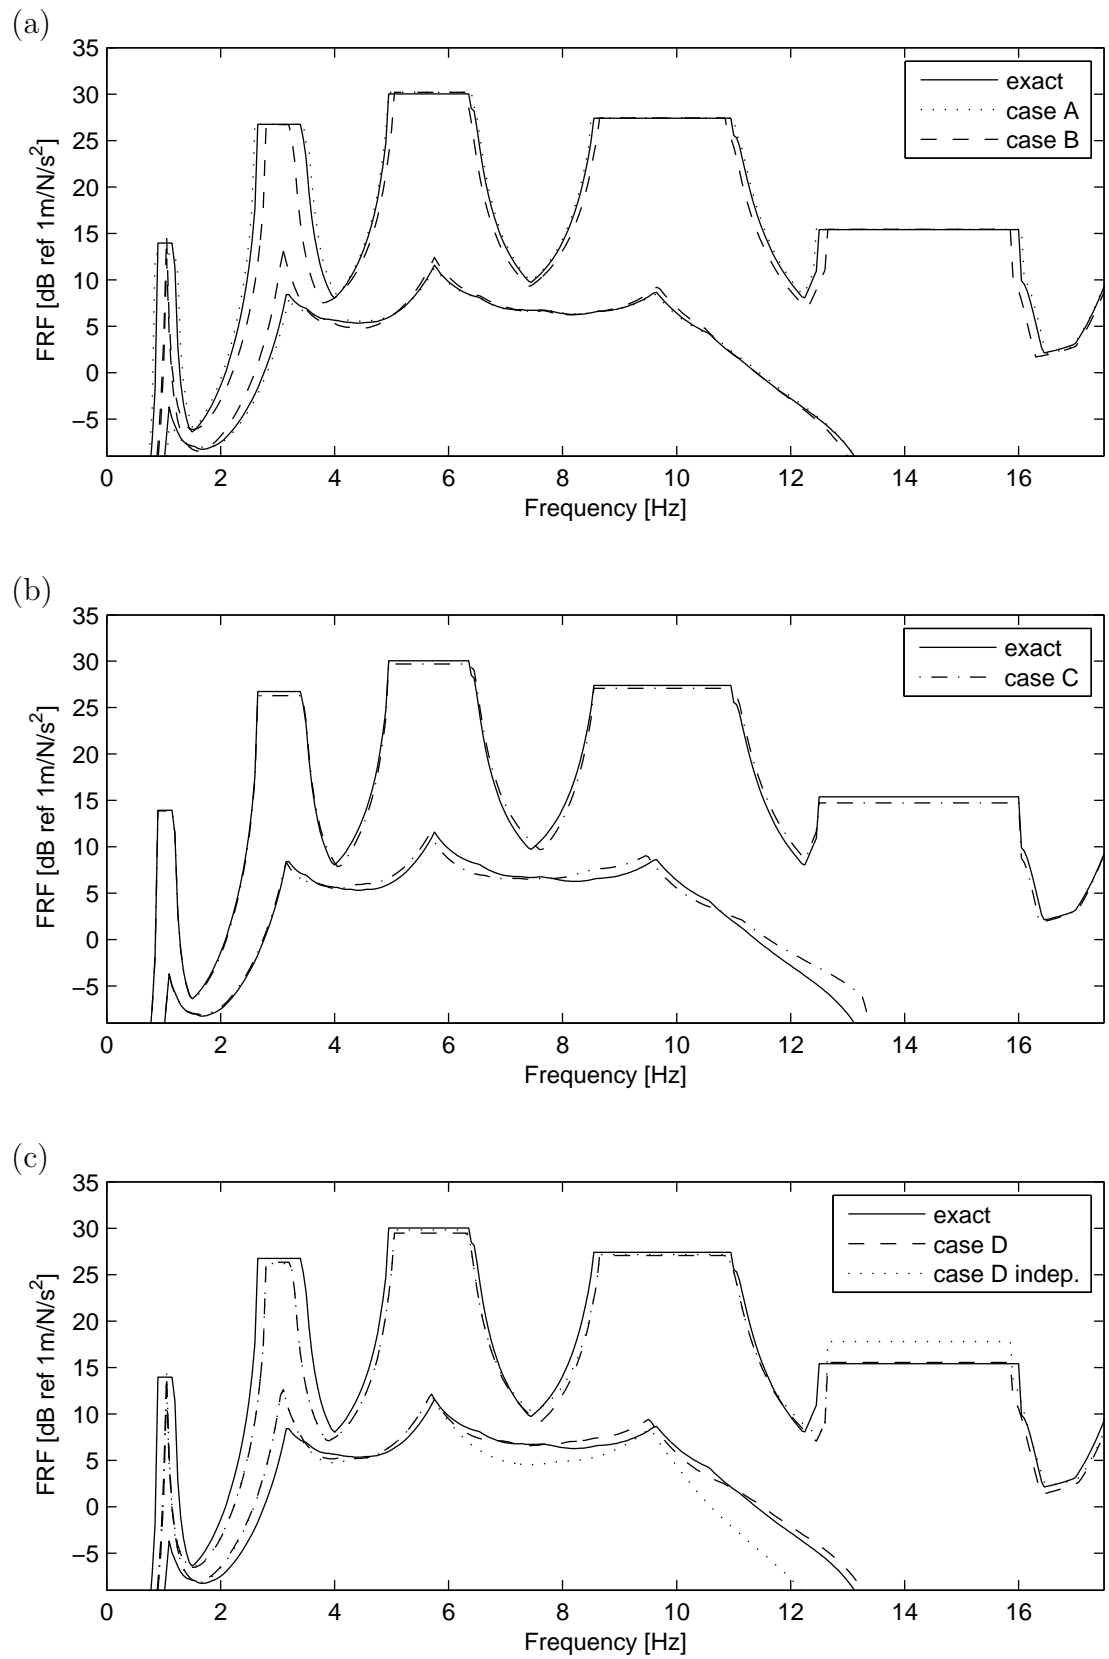 (a)
35
30
25
20
15
10
5
0
−5
FRF [dB ref 1m/N/s²]
exact
case A
case B
0 2 4 6 8 10 12 14 16
Frequency [Hz]
(b)
35
30
25
20
15
10
5
0
−5
FRF [dB ref 1m/N/s²]
exact
case C
0 2 4 6 8 10 12 14 16
Frequency [Hz]
(c)
35
30
25
20
15
10
5
0
−5
FRF [dB ref 1m/N/s²]
exact
case D
case D indep.
0 2 4 6 8 10 12 14 16
Frequency [Hz]